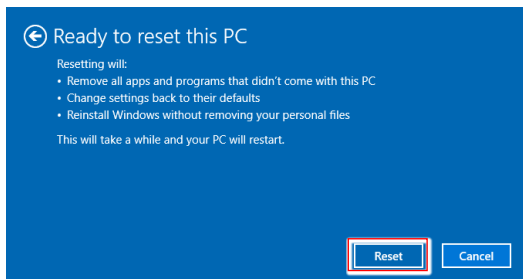 Ready to reset this PC
Resetting will:
• Remove all apps and programs that didn't come with this PC
• Change settings back to their defaults
• Reinstall Windows without removing your personal files
This will take a while and your PC will restart.
Reset Cancel